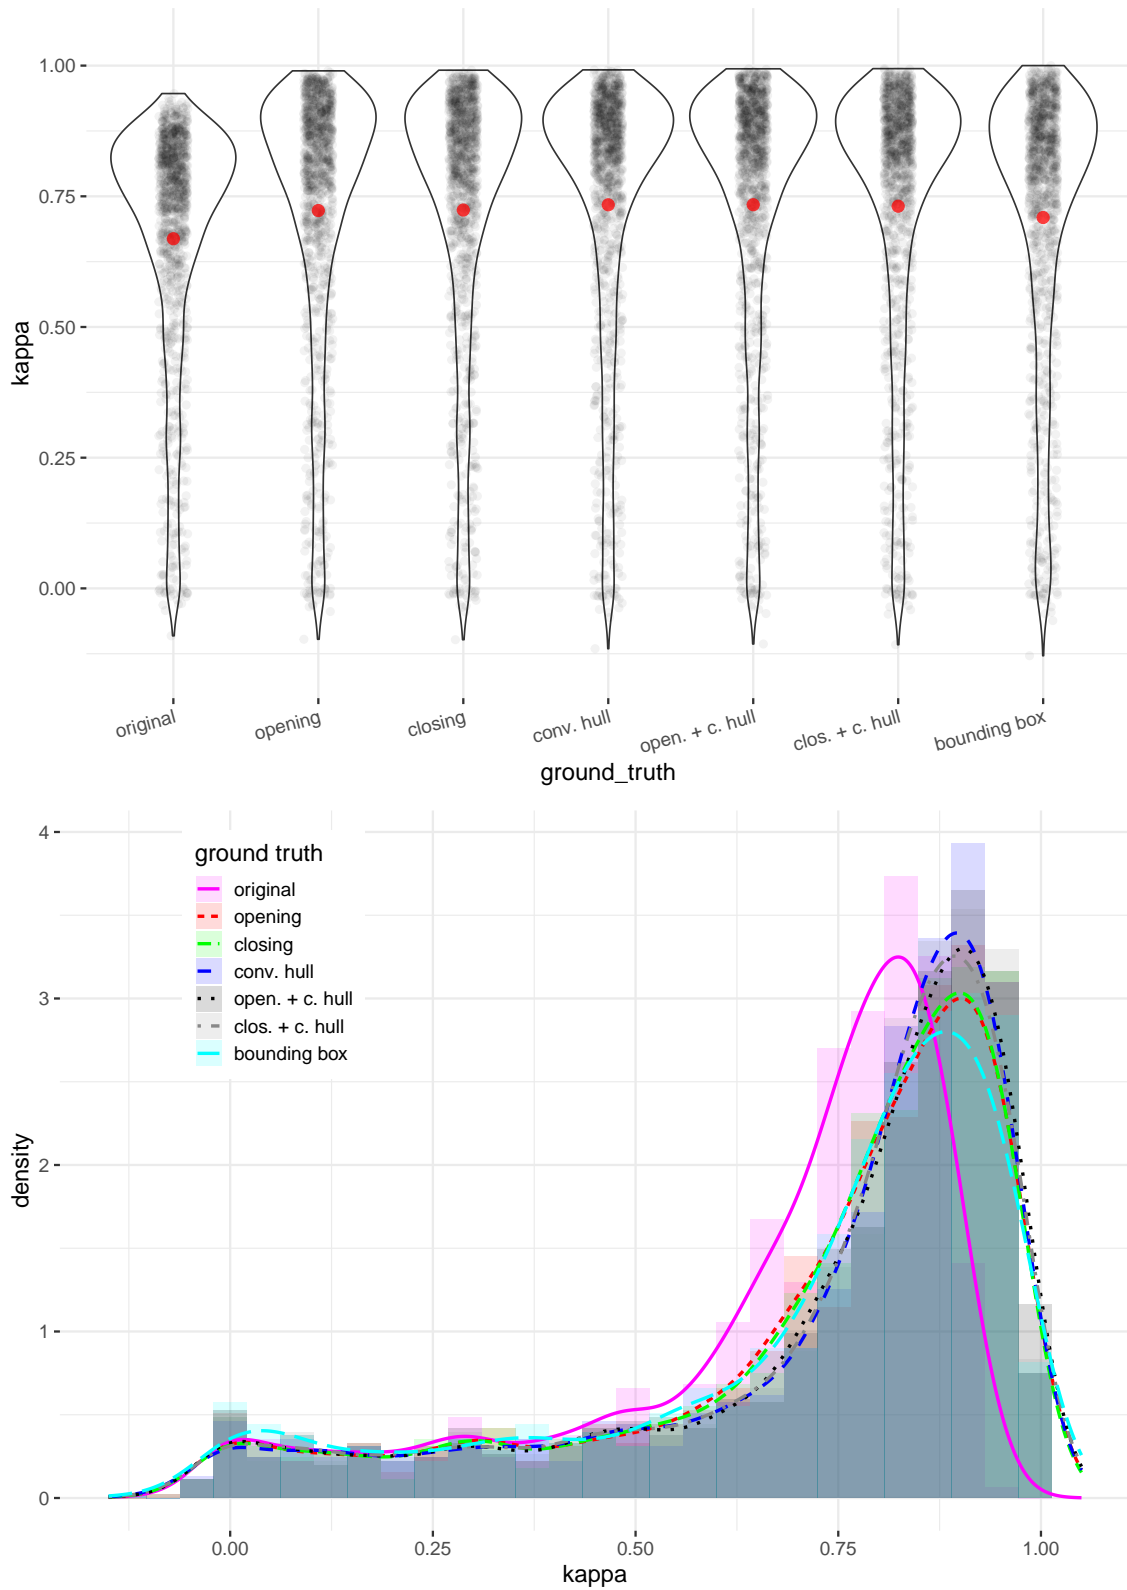 1.00
0.75
0.50
0.25
0.00
kappa
original
opening
closing
conv. hull
open. + c. hull
clos. + c. hull
bounding box
ground_truth
4
3
2
1
0
density
ground truth
original
opening
closing
conv. hull
open. + c. hull
clos. + c. hull
bounding box
0.00 0.25 0.50 0.75 1.00
kappa